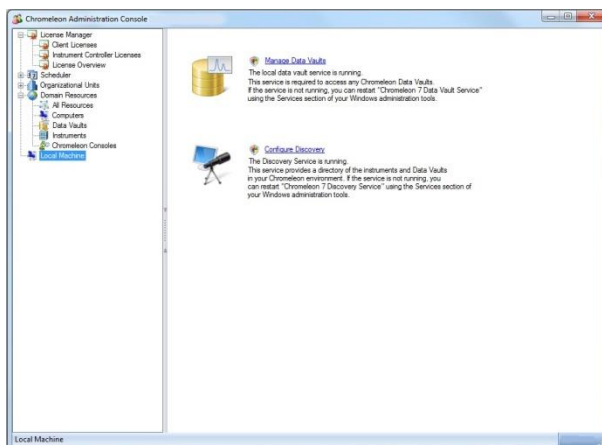 Chromeleon Administration Console
License Manager
Client Licenses
Instrument Controller Licenses
License Overview
Scheduler
Organizational Units
Domain Resources
All Resources
Computers
Data Vaults
Instruments
Chromeleon Consoles
Local Machine
Manage Data Vaults
The local data vault service is running.
This service is required to access any Chromeleon Data Vaults.
If the service is not running, you can restart "Chromeleon 7 Data Vault Service"
using the Services section of your Windows administration tools.
Configure Discovery
The Discovery Service is running.
This service provides a directory of the instruments and Data Vaults
in your Chromeleon environment. If the service is not running, you
can restart "Chromeleon 7 Discovery Service" using the Services section of
your Windows administration tools.
Local Machine